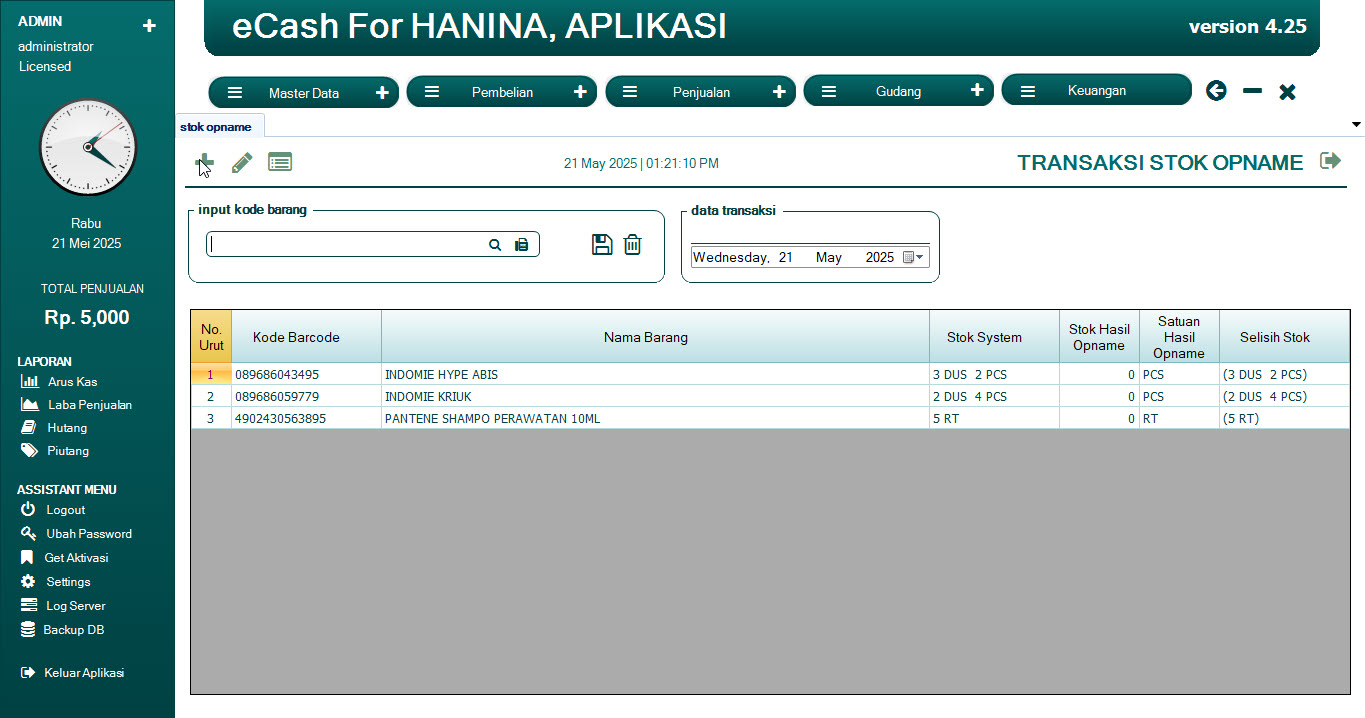 ADMIN
administrator
Licensed
Rabu
21 Mei 2025
TOTAL PENJUALAN
Rp. 5,000
LAPORAN
Arus Kas
Laba Penjualan
Hutang
Piutang
ASSISTANT MENU
Logout
Ubah Password
Get Aktivasi
Settings
Log Server
Backup DB
Keluar Aplikasi
eCash For HANINA, APLIKASI
version 4.25
Master Data
Pembelian
Penjualan
Gudang
Keuangan
stok opname
21 May 2025 | 01:21:10 PM
TRANSAKSI STOK OPNAME
input kode barang
data transaksi
Wednesday, 21 May 2025
No. Urut Kode Barcode Nama Barang Stok System Stok Hasil Opname Satuan Hasil Opname Selisih Stok
1 089686043495 INDOMIE HYPE ABIS 3 DUS 2 PCS 0 PCS (3 DUS 2 PCS)
2 089686059779 INDOMIE KRIUK 2 DUS 4 PCS 0 PCS (2 DUS 4 PCS)
3 4902430563895 PANTENE SHAMPO PERAWATAN 10ML 5 RT 0 RT (5 RT)